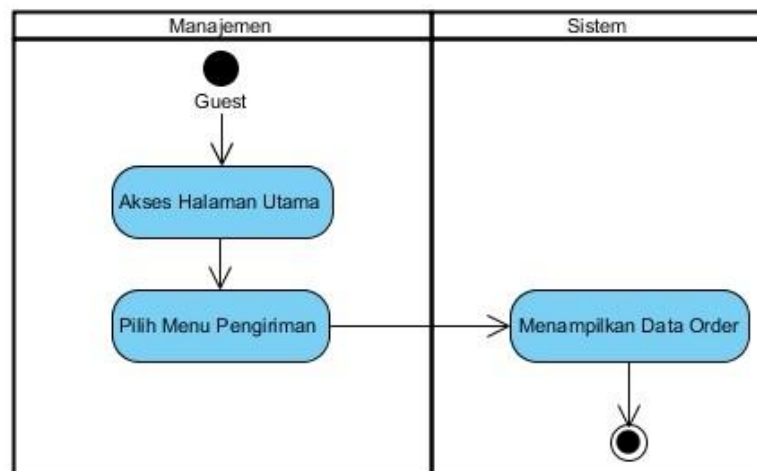 Manajemen
Sistem
Guest
Akses Halaman Utama
Pilih Menu Pengiriman
Menampilkan Data Order